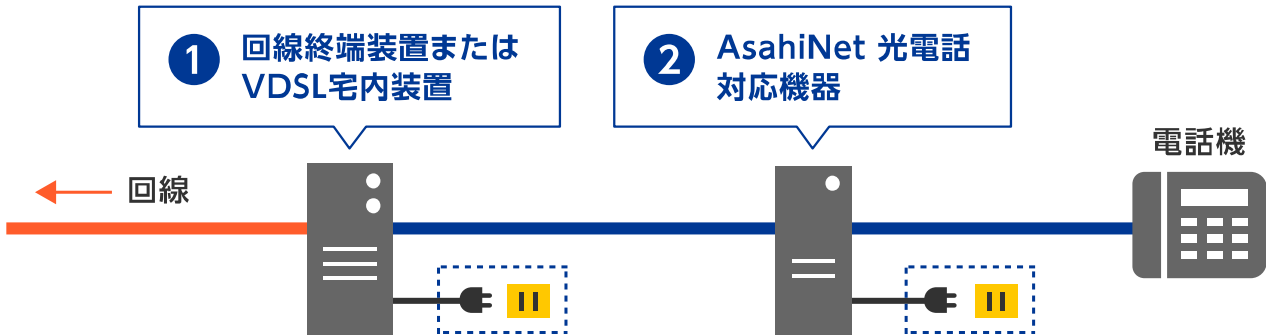 1 回線終端装置または
VDSL宅内装置
2 AsahiNet 光電話
対応機器
電話機
回線